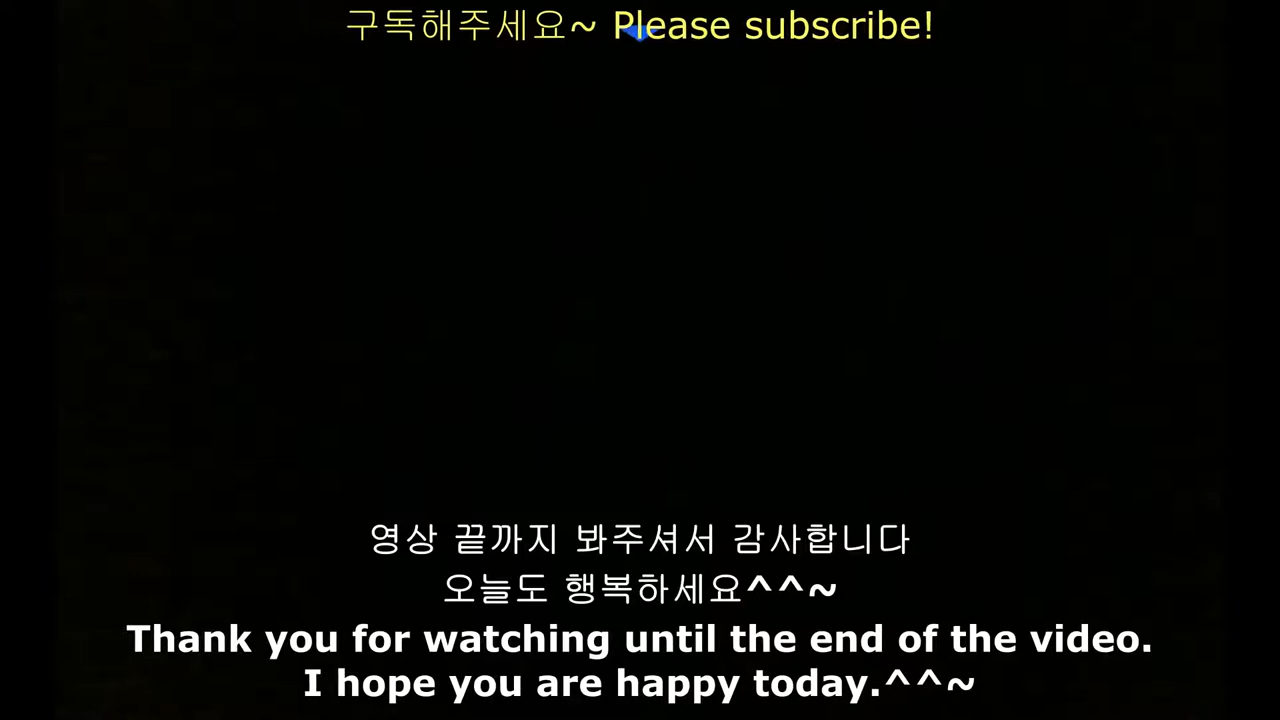 구독해주세요~ Please subscribe!
영상 끝까지 봐주셔서 감사합니다
오늘도 행복하세요^^~
Thank you for watching until the end of the video.
I hope you are happy today.^^~